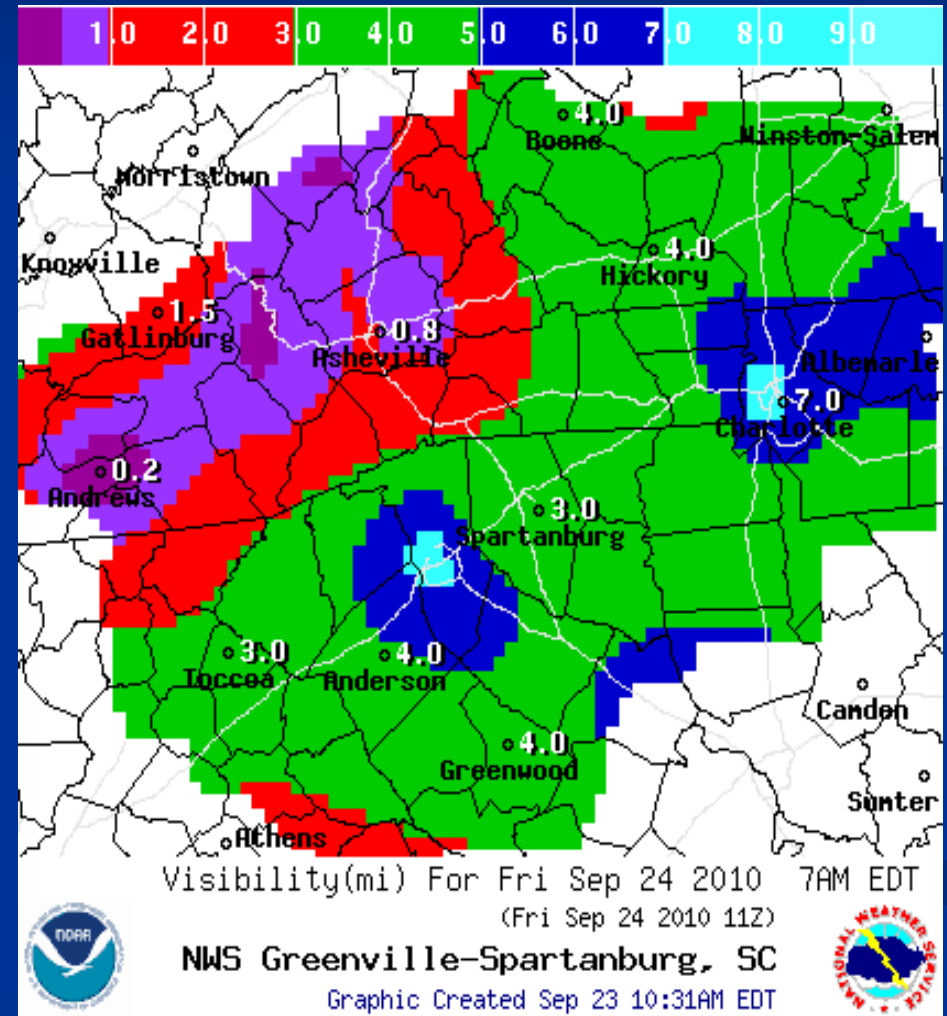 1.0 2.0 3.0 4.0 5.0 6.0 7.0 8.0 9.0
4.0
Boone
Winston-Salem
Morristown
Knoxville
4.0
Hickory
1.5
Gatlinburg
0.8
Asheville
Albemarle
7.0
Charlotte
0.2
Andrews
3.0
Spartanburg
3.0
Toccoa
4.0
Anderson
Camden
4.0
Greenwood
Sumter
Athens
Visibility(mi) For Fri Sep 24 2010 7AM EDT
(Fri Sep 24 2010 11Z)
NWS Greenville-Spartanburg, SC
Graphic Created Sep 23 10:31AM EDT
NOAA
NATIONAL WEATHER SERVICE